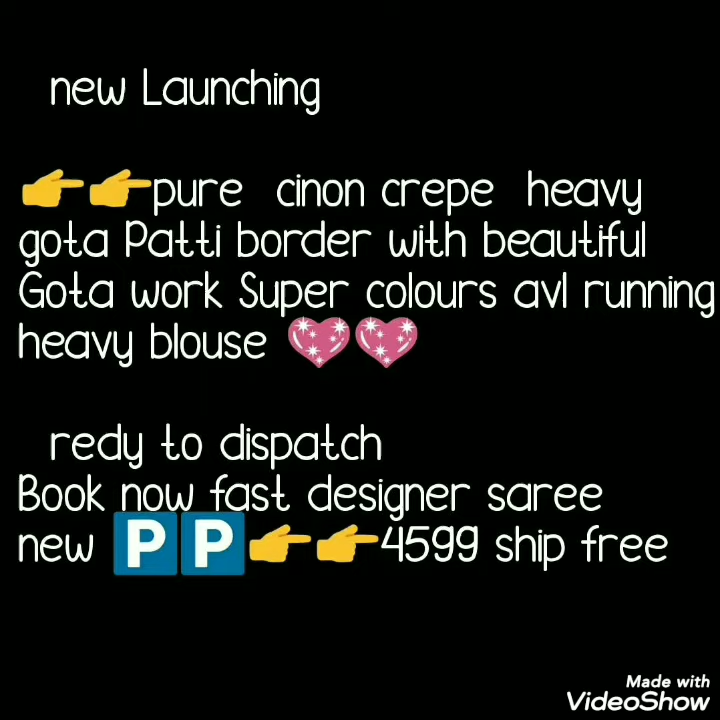 new Launching
👉👉pure cinon crepe heavy
gota Patti border with beautiful
Gota work Super colours avl running
heavy blouse 💖💖
redy to dispatch
Book now fast designer saree
new 🅿️🅿️👉👉4599 ship free
Made with
VideoShow